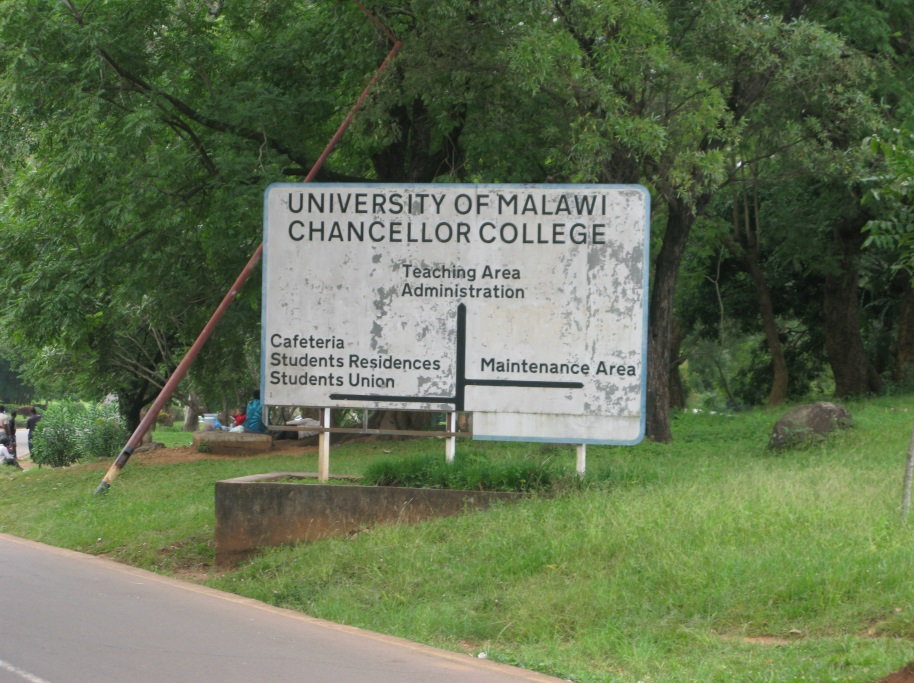 UNIVERSITY OF MALAWI
CHANCELLOR COLLEGE
Teaching Area
Administration
Cafeteria
Students Residences
Students Union
Maintenance Area